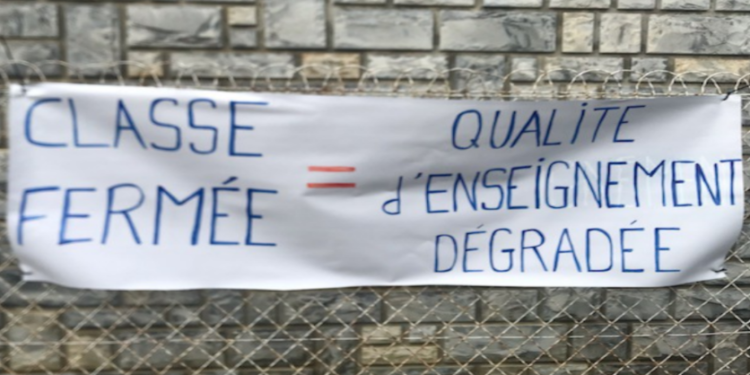 CLASSE
FERMÉE
=
QUALiTE
d'ENSEiGNEMENT
DÉGRADÉE